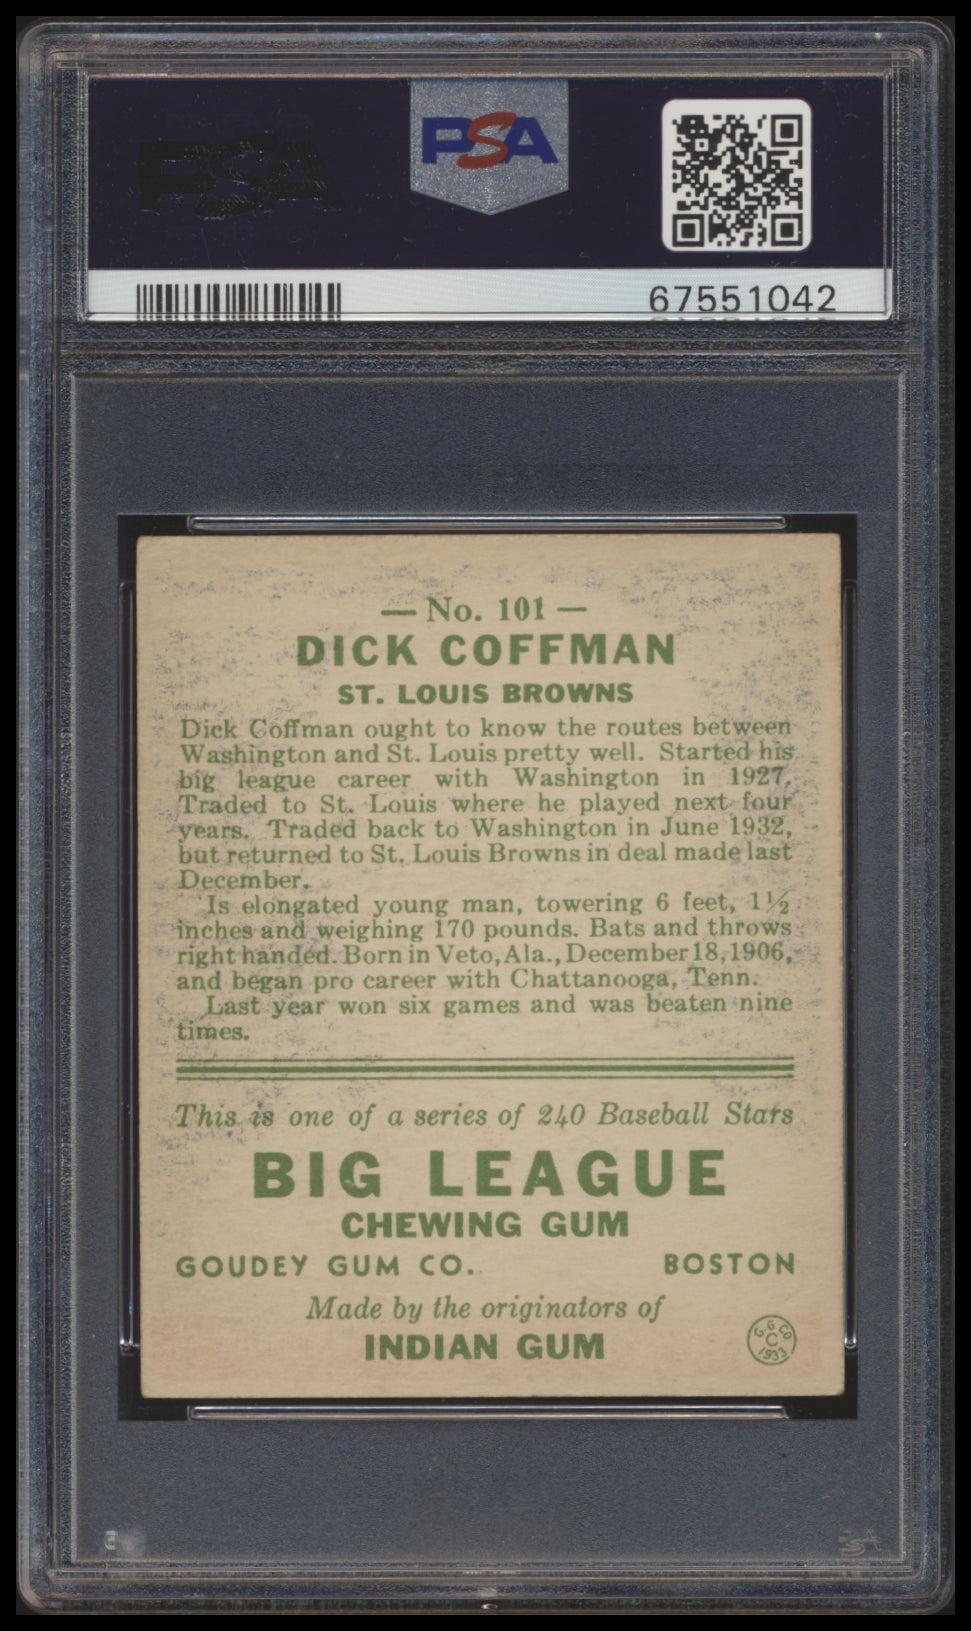 PSA
67551042
— No. 101 —
DICK COFFMAN
ST. LOUIS BROWNS
Dick Coffman ought to know the routes between
Washington and St. Louis pretty well. Started his
big league career with Washington in 1927.
Traded to St. Louis where he played next four
years. Traded back to Washington in June 1932,
but returned to St. Louis Browns in deal made last
December.
Is elongated young man, towering 6 feet, 1½
inches and weighing 170 pounds. Bats and throws
right handed. Born in Veto, Ala., December 18, 1906,
and began pro career with Chattanooga, Tenn.
Last year won six games and was beaten nine
times.
This is one of a series of 240 Baseball Stars
BIG LEAGUE
CHEWING GUM
GOUDEY GUM CO. BOSTON
Made by the originators of
INDIAN GUM
G. G. CO.
C
1933